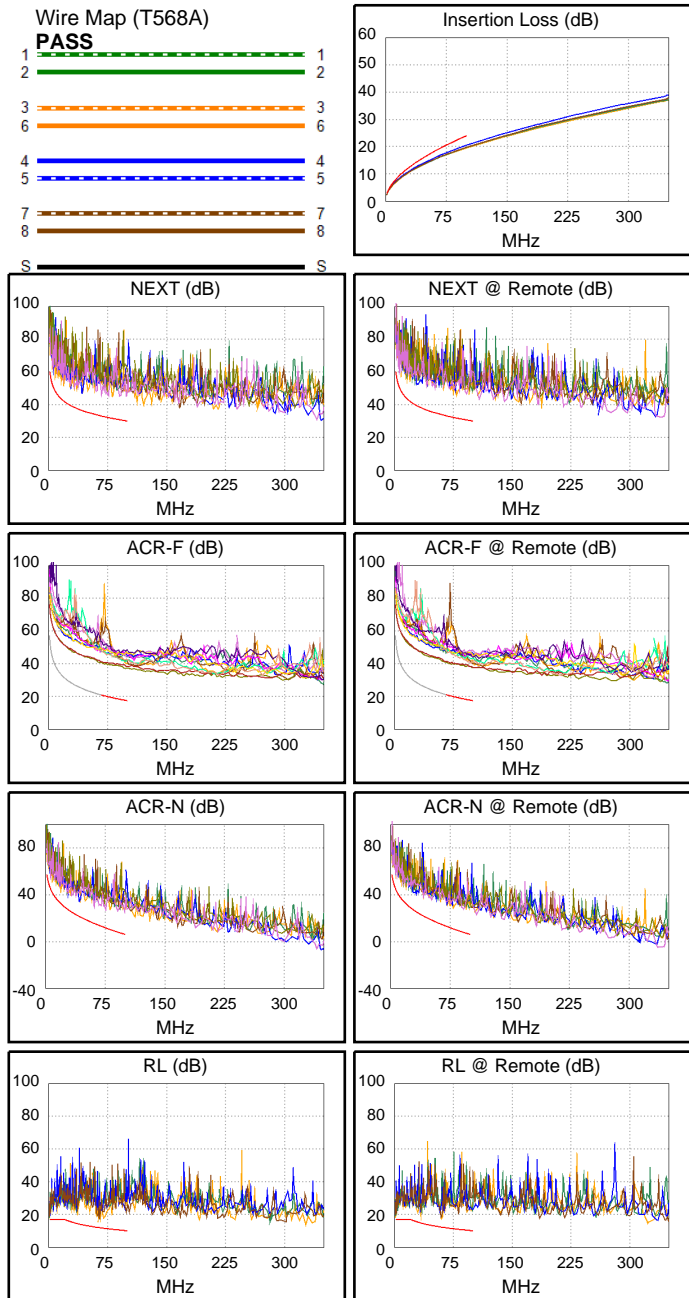 Wire Map (T568A)
PASS
1 1
2 2
3 3
6 6
4 4
5 5
7 7
8 8
S S
Insertion Loss (dB)
60
50
40
30
20
10
0
0 75 150 225 300
MHz
NEXT (dB)
100
80
60
40
20
0
0 75 150 225 300
MHz
NEXT @ Remote (dB)
100
80
60
40
20
0
0 75 150 225 300
MHz
ACR-F (dB)
100
80
60
40
20
0
0 75 150 225 300
MHz
ACR-F @ Remote (dB)
100
80
60
40
20
0
0 75 150 225 300
MHz
ACR-N (dB)
80
40
0
-40
0 75 150 225 300
MHz
ACR-N @ Remote (dB)
80
40
0
-40
0 75 150 225 300
MHz
RL (dB)
100
80
60
40
20
0
0 75 150 225 300
MHz
RL @ Remote (dB)
100
80
60
40
20
0
0 75 150 225 300
MHz